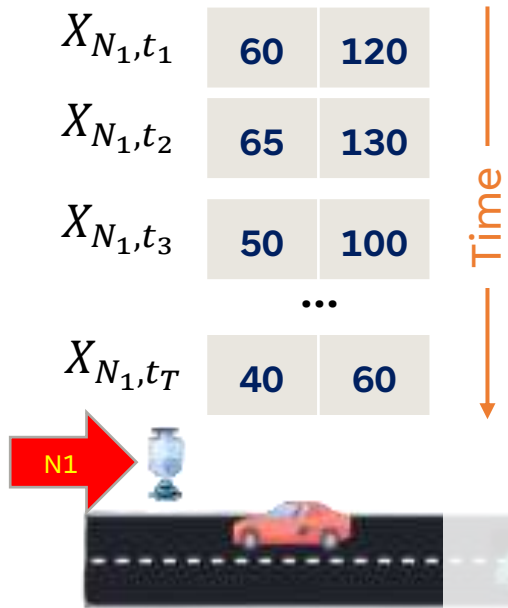 X_{N_1,t_1} 60 120
X_{N_1,t_2} 65 130
X_{N_1,t_3} 50 100
...
X_{N_1,t_T} 40 60
Time
N1